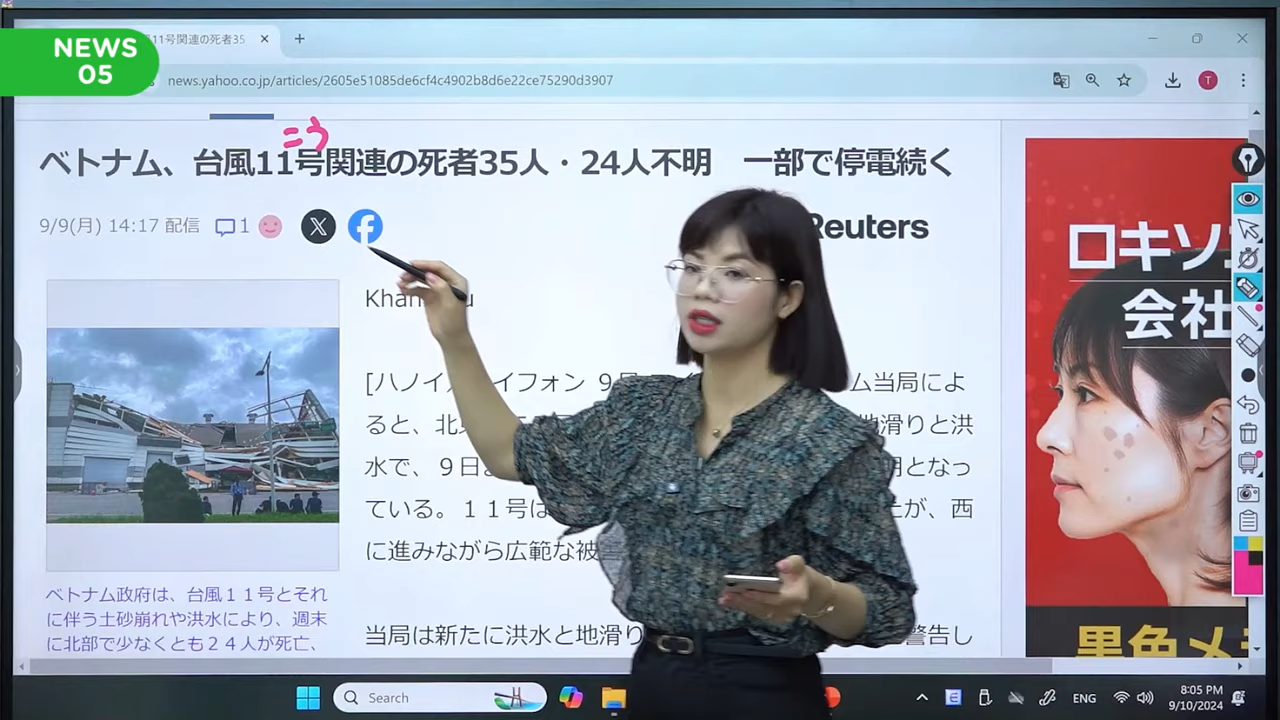 NEWS
05
11号関連の死者35
news.yahoo.co.jp/articles/2605e51085de6cf4c4902b8d6e22ce75290d3907
こう
ベトナム、台風11号関連の死者35人・24人不明 一部で停電続く
9/9(月) 14:17 配信 1
Reuters
[ハノイ
イフォン 9
ム当局によ
ると、北
地滑りと洪
水で、9日
となっ
ている。11号は
が、西
に進みながら広範な被
当局は新たに洪水と地滑り
警告し
ベトナム政府は、台風11号とそれ
に伴う土砂崩れや洪水により、週末
に北部で少なくとも24人が死亡、
ロキソ
会社
黒色メ
T
Search
ENG
8:05 PM
9/10/2024